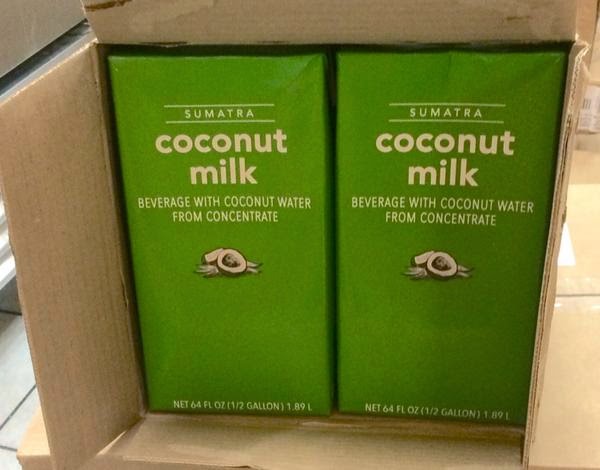 SUMATRA
coconut
milk
BEVERAGE WITH COCONUT WATER
FROM CONCENTRATE
NET 64 FL OZ (1/2 GALLON) 1.89 L
SUMATRA
coconut
milk
BEVERAGE WITH COCONUT WATER
FROM CONCENTRATE
NET 64 FL OZ (1/2 GALLON) 1.89 L